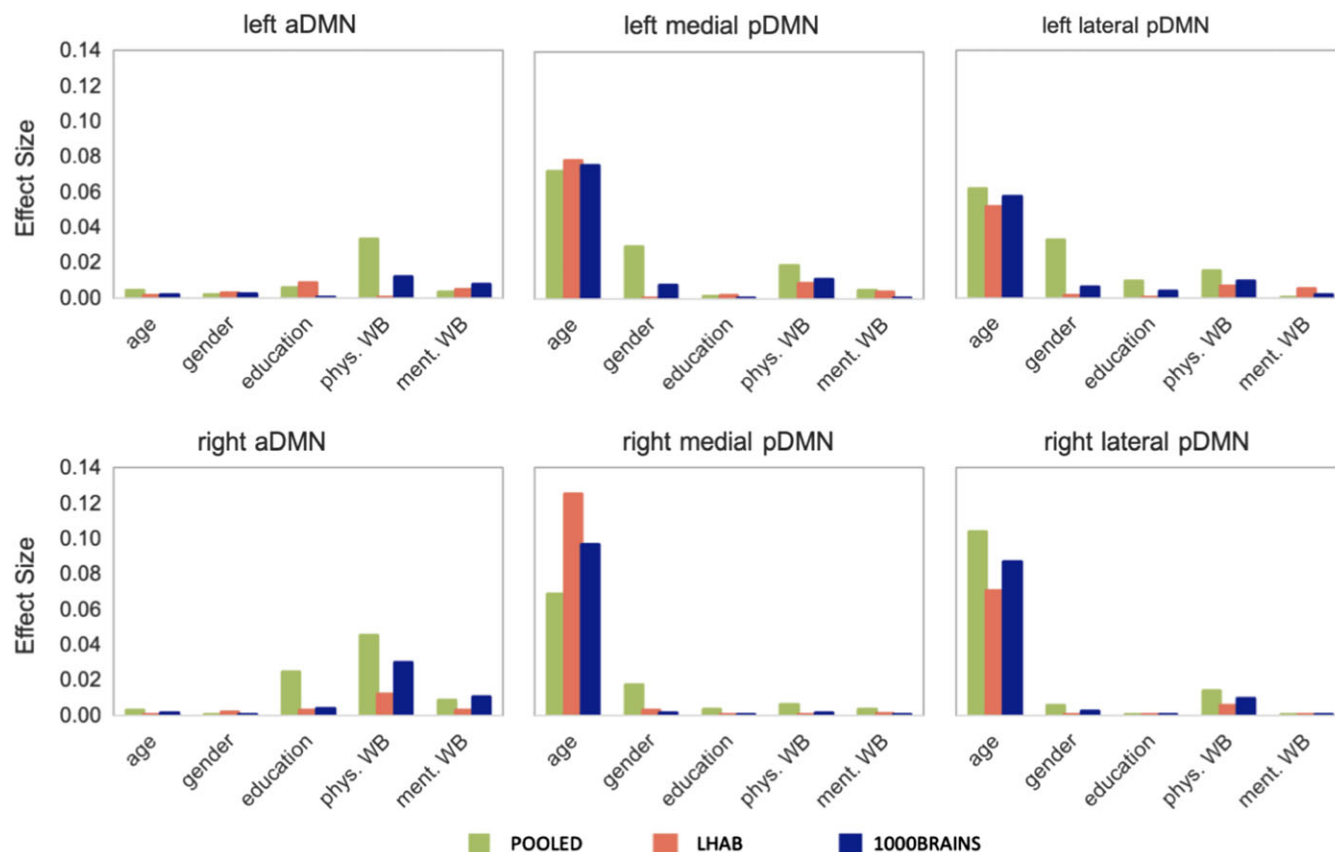 left aDMN
left medial pDMN
left lateral pDMN
Effect Size
0.14
0.12
0.10
0.08
0.06
0.04
0.02
0.00
age
gender
education
phys. WB
ment. WB
age
gender
education
phys. WB
ment. WB
age
gender
education
phys. WB
ment. WB
right aDMN
right medial pDMN
right lateral pDMN
Effect Size
0.14
0.12
0.10
0.08
0.06
0.04
0.02
0.00
age
gender
education
phys. WB
ment. WB
age
gender
education
phys. WB
ment. WB
age
gender
education
phys. WB
ment. WB
POOLED
LHAB
1000BRAINS